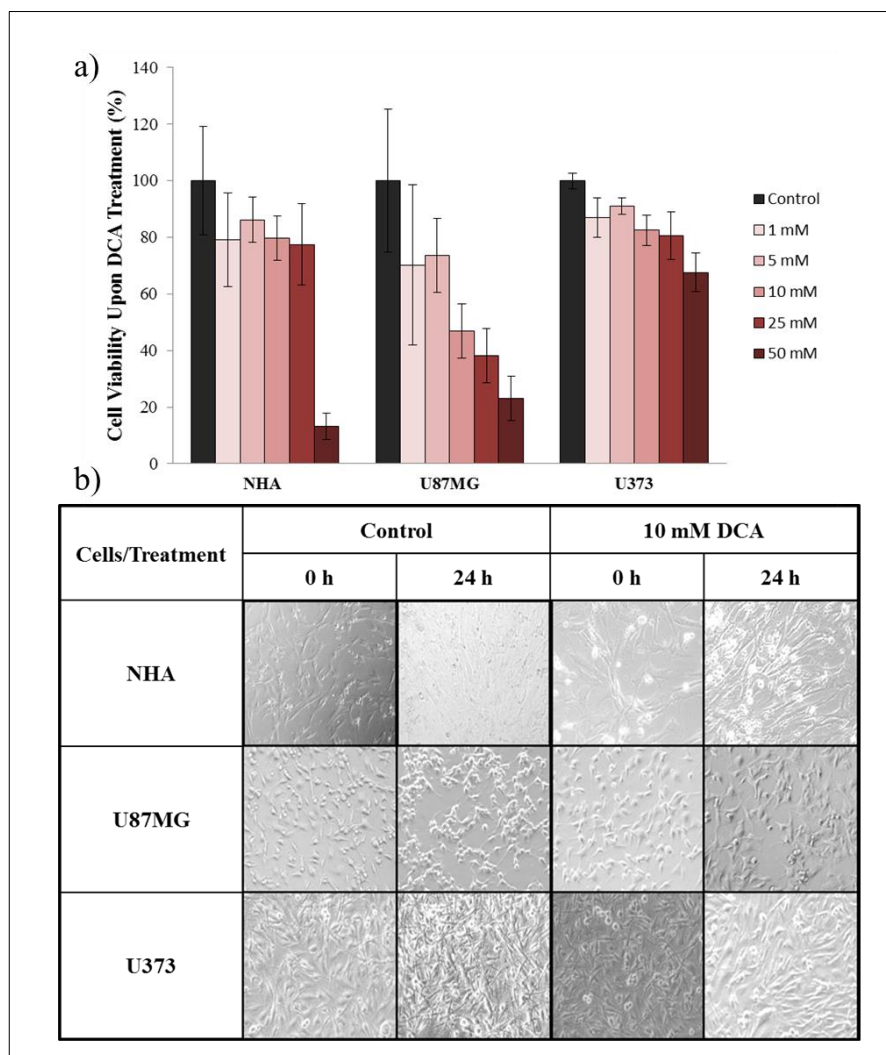 a)
Cell Viability Upon DCA Treatment (%)
140
120
100
80
60
40
20
0
NHA U87MG U373
Control
1 mM
5 mM
10 mM
25 mM
50 mM
b)
Cells/Treatment
Control 10 mM DCA
0 h 24 h 0 h 24 h
NHA
U87MG
U373